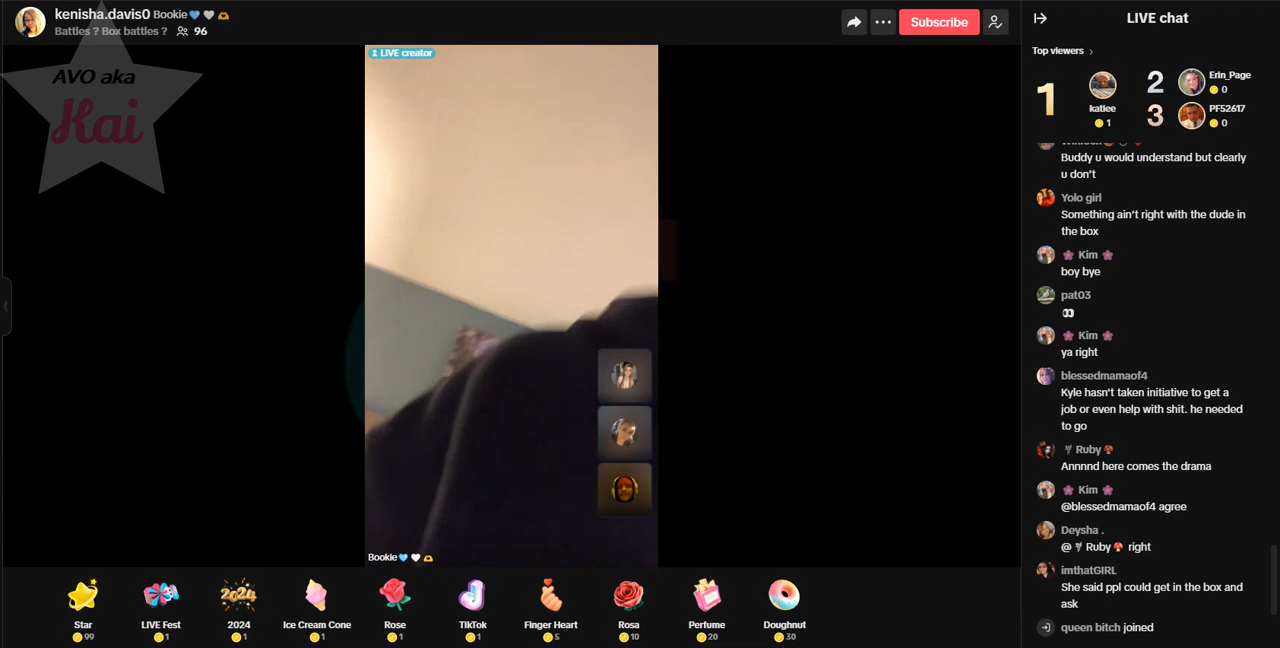 kenisha.davis0 Bookie💙🤍🫶
Battles ? Box battles ? 96
Subscribe
AVO aka
Kai
LIVE creator
Bookie💙🤍🫶
Star
99
LIVE Fest
1
2024
2024
1
Ice Cream Cone
1
Rose
1
TikTok
1
Finger Heart
5
Rosa
10
Perfume
20
Doughnut
30
LIVE chat
Top viewers
1
katiee
1
2
Erin_Page
0
3
PF52617
0
Buddy u would understand but clearly
u don't
Yolo girl
Something ain't right with the dude in
the box
🌸 Kim 🌸
boy bye
pat03
👀
🌸 Kim 🌸
ya right
blessedmamaof4
Kyle hasn't taken initiative to get a
job or even help with shit. he needed
to go
Ruby🍄
Annnnd here comes the drama
🌸 Kim 🌸
@blessedmamaof4 agree
Deysha .
@ Ruby🍄 right
imthatGIRL
She said ppl could get in the box and
ask
queen bitch joined